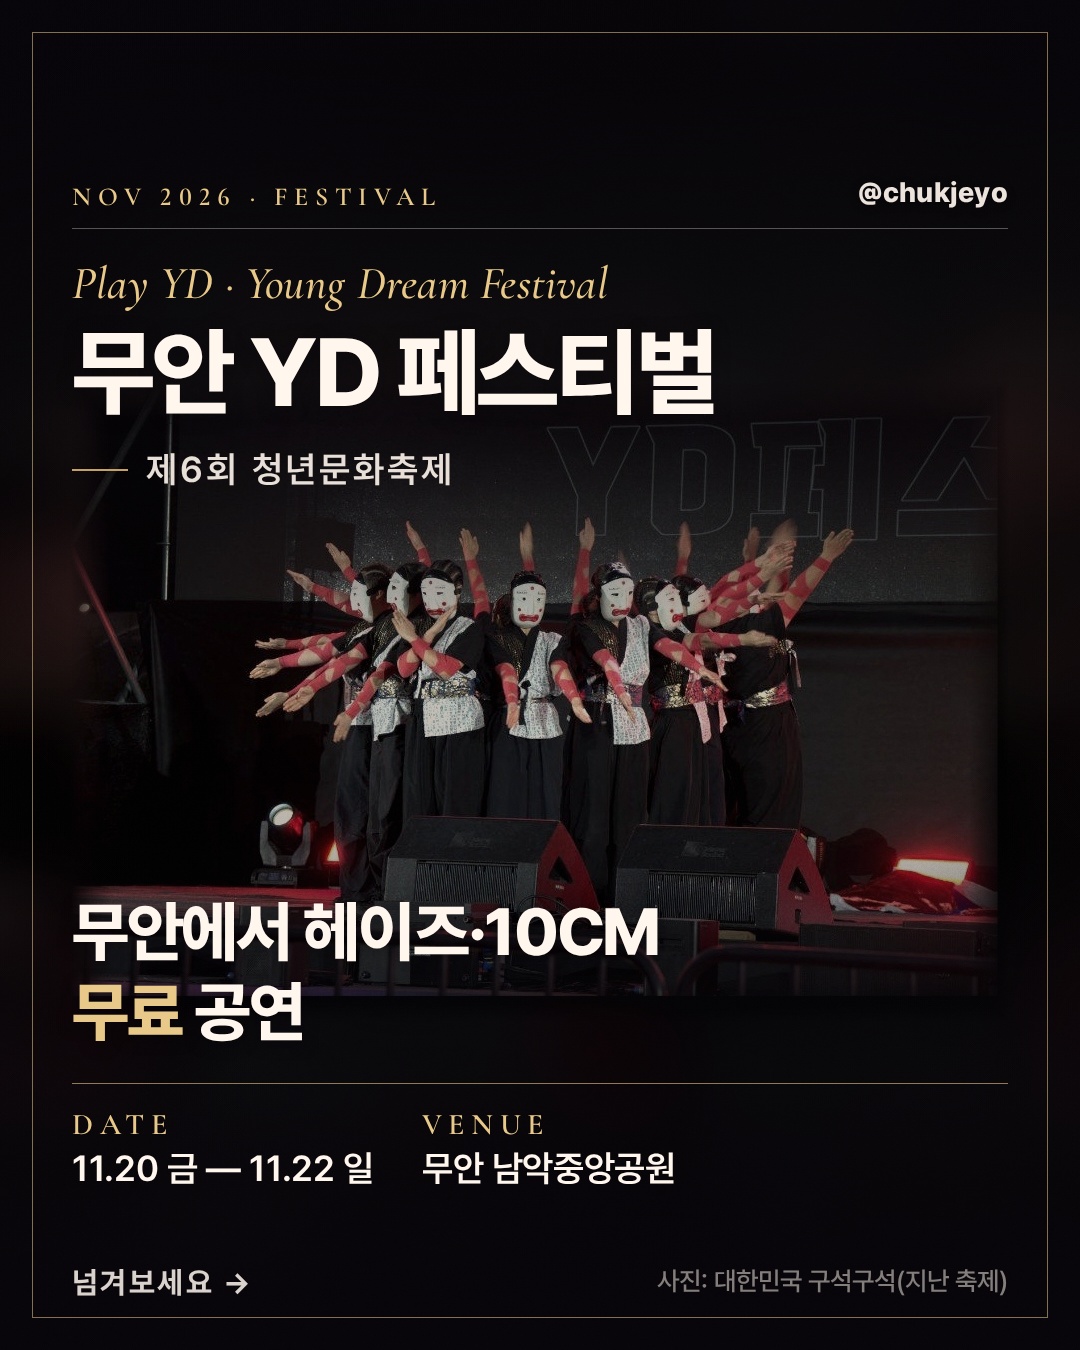 NOV 2026 · FESTIVAL
@chukjeyo
Play YD · Young Dream Festival
무안 YD 페스티벌
제6회 청년문화축제
YD페스
무안에서 헤이즈·10CM
무료 공연
DATE
VENUE
11.20 금 — 11.22 일
무안 남악중앙공원
넘겨보세요 →
사진: 대한민국 구석구석(지난 축제)